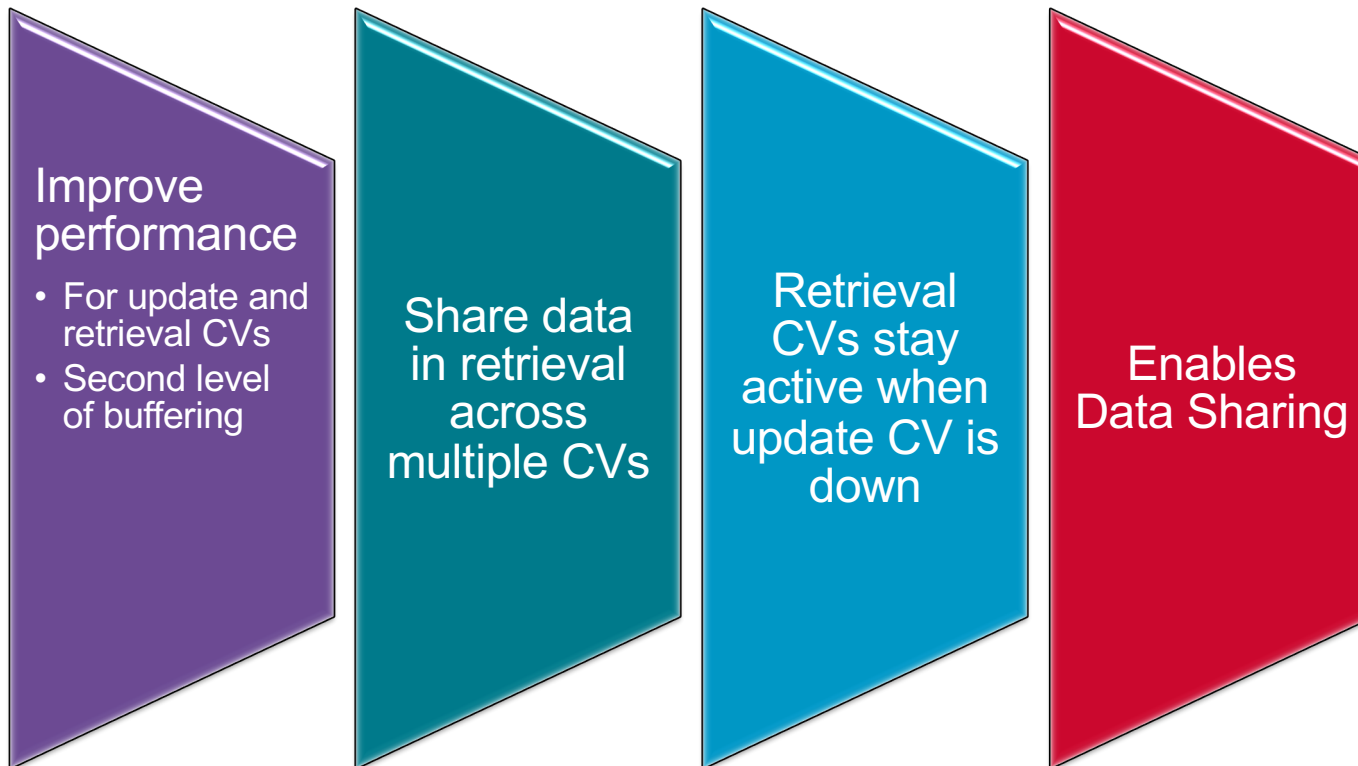 Improve
performance
• For update and
retrieval CVs
• Second level
of buffering
Share data
in retrieval
across
multiple CVs
Retrieval
CVs stay
active when
update CV is
down
Enables
Data Sharing